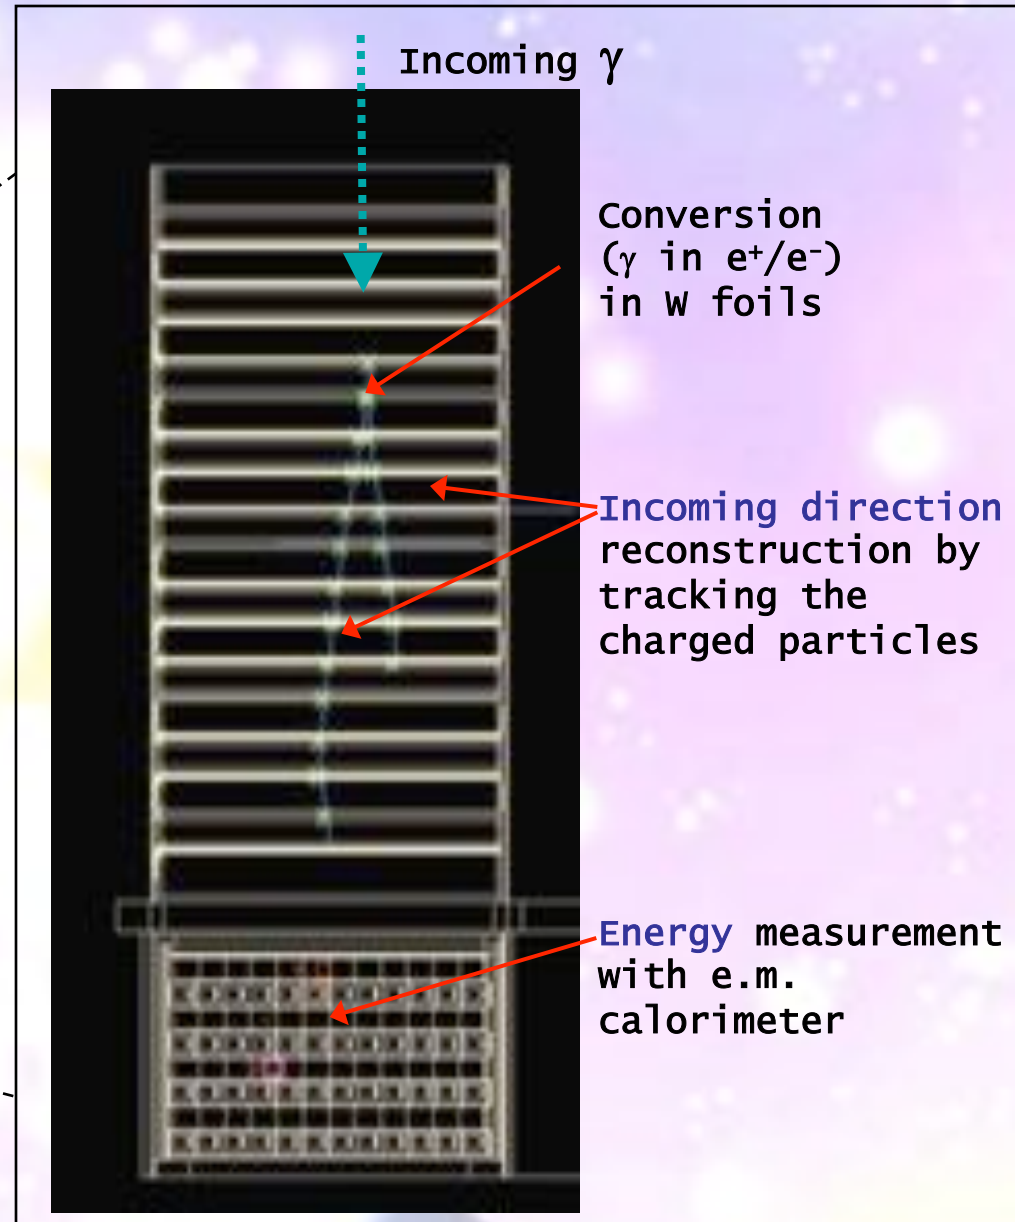 Incoming γ
Conversion
(γ in e⁺/e⁻)
in W foils
Incoming direction
reconstruction by
tracking the
charged particles
Energy measurement
with e.m.
calorimeter